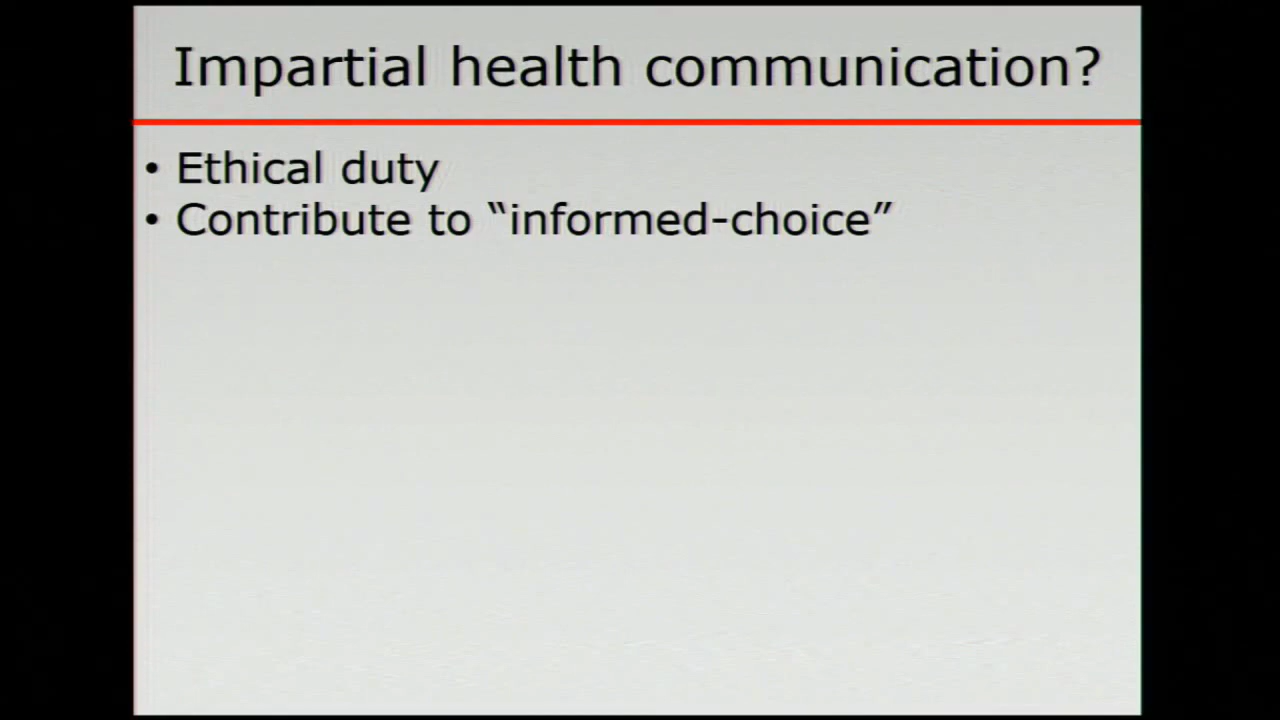 Impartial health communication?
• Ethical duty
• Contribute to “informed-choice”